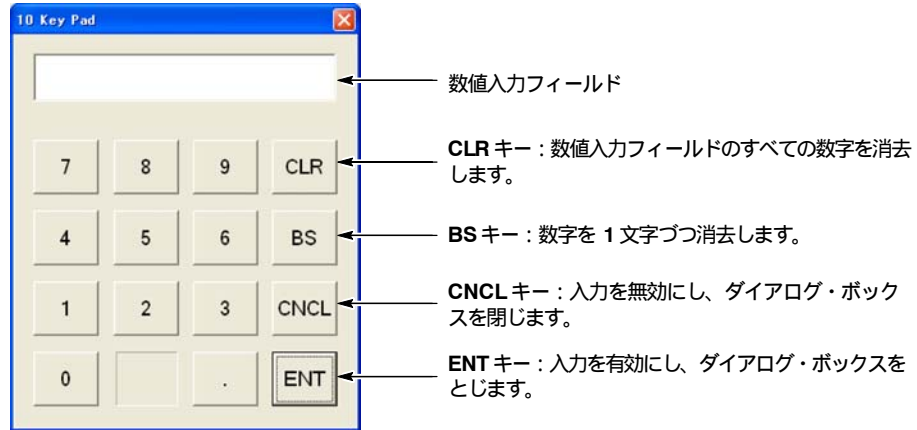 10 Key Pad
数値入力フィールド
7 8 9 CLR
CLR キー：数値入力フィールドのすべての数字を消去
します。
4 5 6 BS
BS キー：数字を 1 文字づつ消去します。
1 2 3 CNCL
CNCL キー：入力を無効にし、ダイアログ・ボック
スを閉じます。
0 . ENT
ENT キー：入力を有効にし、ダイアログ・ボックスを
とじます。